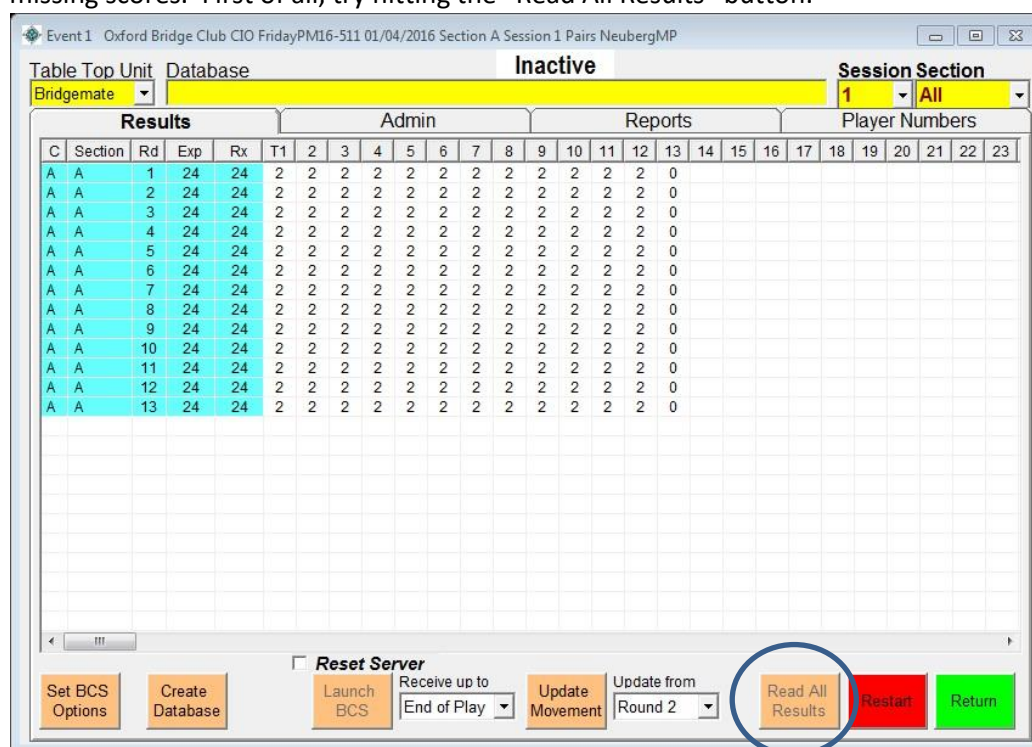 missing scores. First of all, try hitting the "Read All Results" button.
Event 1 Oxford Bridge Club CIO FridayPM16-511 01/04/2016 Section A Session 1 Pairs NeubergMP
Table Top Unit Database Inactive Session Section
Bridgemate 1 All
Results Admin Reports Player Numbers
C Section Rd Exp Rx T1 2 3 4 5 6 7 8 9 10 11 12 13 14 15 16 17 18 19 20 21 22 23
A A 1 24 24 2 2 2 2 2 2 2 2 2 2 2 2 0
A A 2 24 24 2 2 2 2 2 2 2 2 2 2 2 2 0
A A 3 24 24 2 2 2 2 2 2 2 2 2 2 2 2 0
A A 4 24 24 2 2 2 2 2 2 2 2 2 2 2 2 0
A A 5 24 24 2 2 2 2 2 2 2 2 2 2 2 2 0
A A 6 24 24 2 2 2 2 2 2 2 2 2 2 2 2 0
A A 7 24 24 2 2 2 2 2 2 2 2 2 2 2 2 0
A A 8 24 24 2 2 2 2 2 2 2 2 2 2 2 2 0
A A 9 24 24 2 2 2 2 2 2 2 2 2 2 2 2 0
A A 10 24 24 2 2 2 2 2 2 2 2 2 2 2 2 0
A A 11 24 24 2 2 2 2 2 2 2 2 2 2 2 2 0
A A 12 24 24 2 2 2 2 2 2 2 2 2 2 2 2 0
A A 13 24 24 2 2 2 2 2 2 2 2 2 2 2 2 0
Reset Server
Set BCS Options
Create Database
Launch BCS
Receive up to
End of Play
Update Movement
Update from
Round 2
Read All Results
Restart
Return